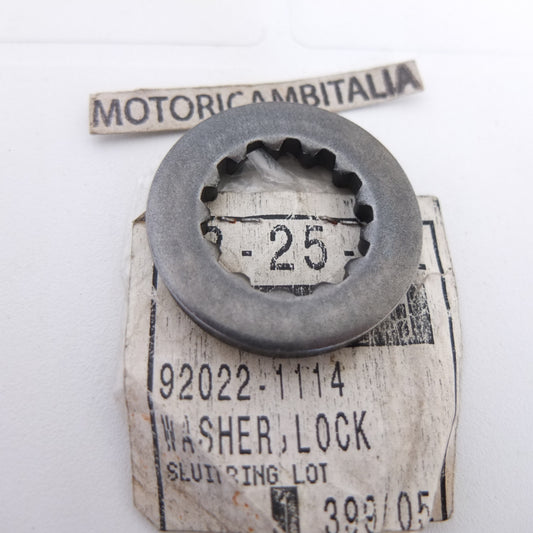 MOTORICAMBITALIA
-25-
92022-1114
WASHER,LOCK
SLUITRING LOT
399/05